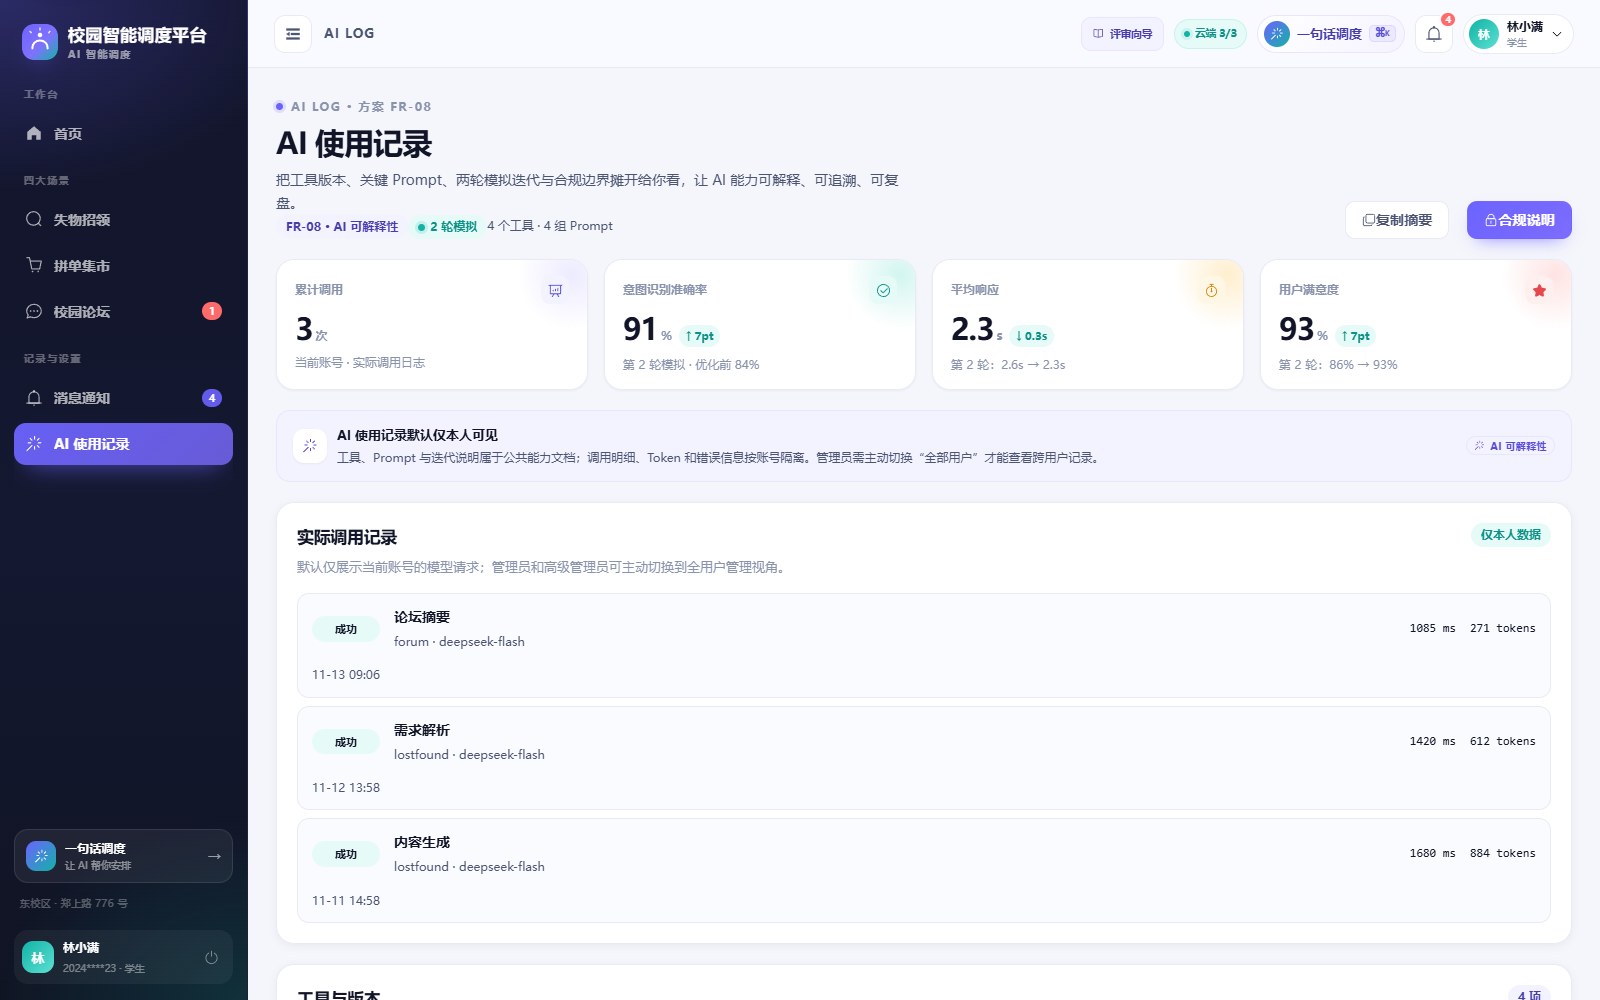 校园智能调度平台
AI 智能调度
工作台
首页
四大场景
失物招领
拼单集市
校园论坛
1
记录与设置
消息通知
4
AI 使用记录
一句话调度
让 AI 帮你安排
→
东校区 · 郑上路 776 号
林
林小满
2024****23 · 学生
AI LOG
评审向导
云端 3/3
一句话调度
⌘K
4
林
林小满
学生
AI LOG • 方案 FR-08
AI 使用记录
把工具版本、关键 Prompt、两轮模拟迭代与合规边界摊开给你看，让 AI 能力可解释、可追溯、可复
盘。
FR-08 • AI 可解释性
2 轮模拟
4 个工具 · 4 组 Prompt
复制摘要
合规说明
累计调用
3 次
当前账号 · 实际调用日志
意图识别准确率
91 % ↑ 7pt
第 2 轮模拟 · 优化前 84%
平均响应
2.3 s ↓ 0.3s
第 2 轮：2.6s → 2.3s
用户满意度
93 % ↑ 7pt
第 2 轮：86% → 93%
AI 使用记录默认仅本人可见
工具、Prompt 与迭代说明属于公共能力文档；调用明细、Token 和错误信息按账号隔离。管理员需主动切换“全部用户”才能查看跨用户记录。
AI 可解释性
实际调用记录
仅本人数据
默认仅展示当前账号的模型请求；管理员和高级管理员可主动切换到全用户管理视角。
成功
论坛摘要
forum · deepseek-flash
1085 ms 271 tokens
11-13 09:06
成功
需求解析
lostfound · deepseek-flash
1420 ms 612 tokens
11-12 13:58
成功
内容生成
lostfound · deepseek-flash
1680 ms 884 tokens
11-11 14:58
工具与版本
4 项